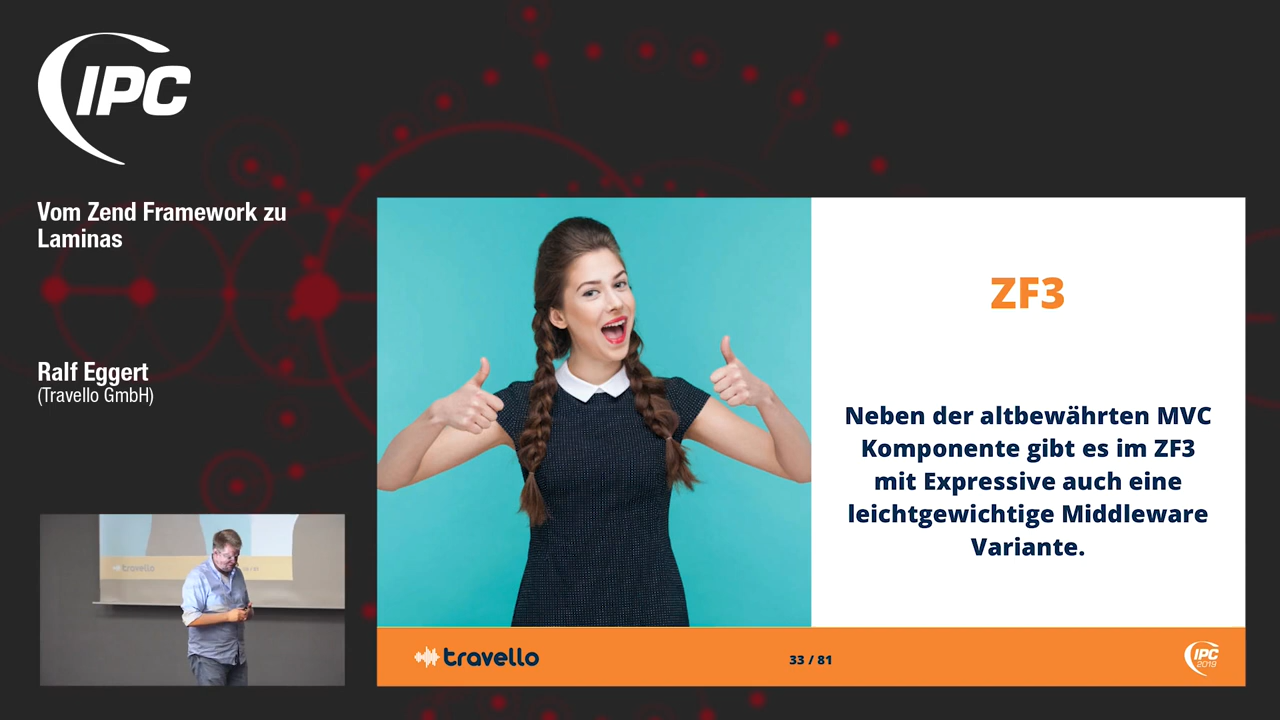 IPC
Vom Zend Framework zu
Laminas
Ralf Eggert
(Travello GmbH)
ZF3
Neben der altbewährten MVC
Komponente gibt es im ZF3
mit Expressive auch eine
leichtgewichtige Middleware
Variante.
travello
travello
33 / 81
IPC
2019